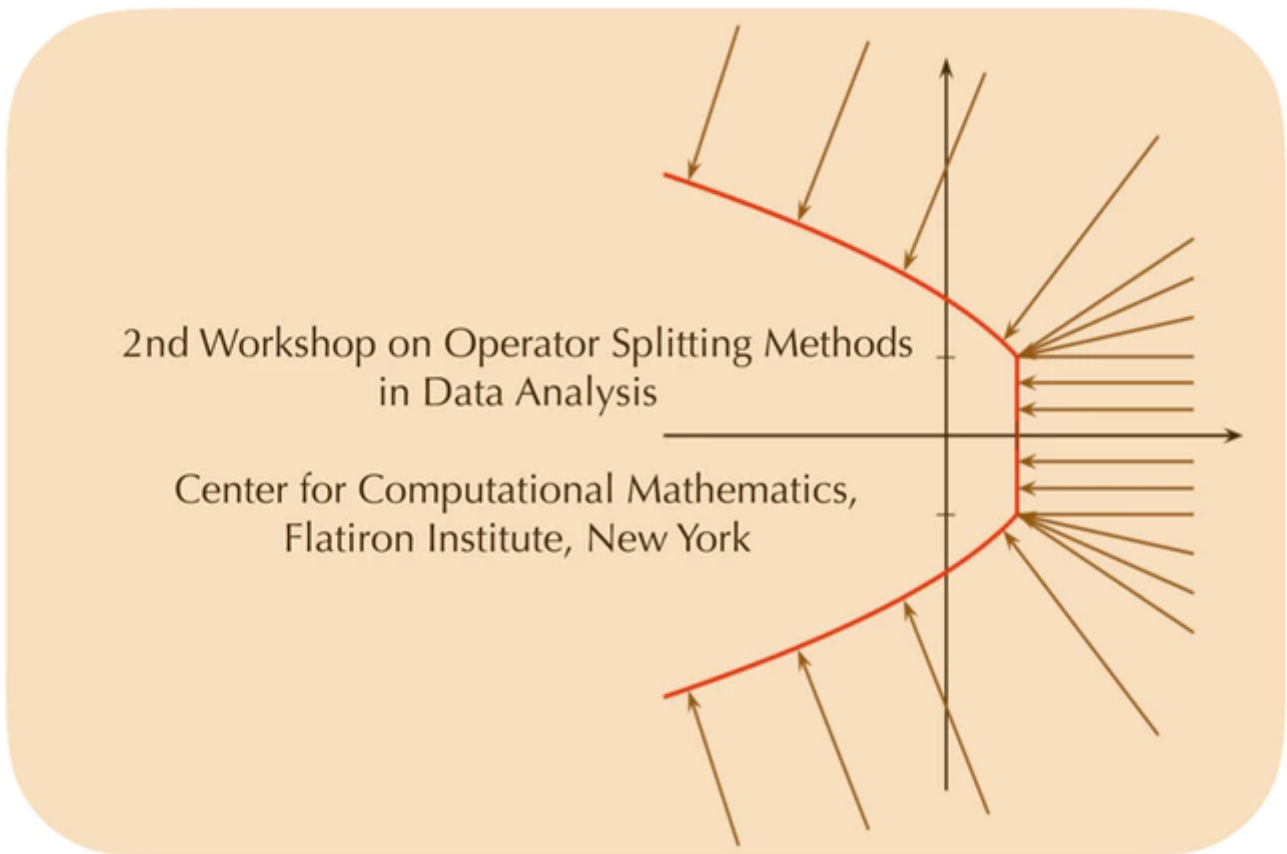 2nd Workshop on Operator Splitting Methods
in Data Analysis
Center for Computational Mathematics,
Flatiron Institute, New York